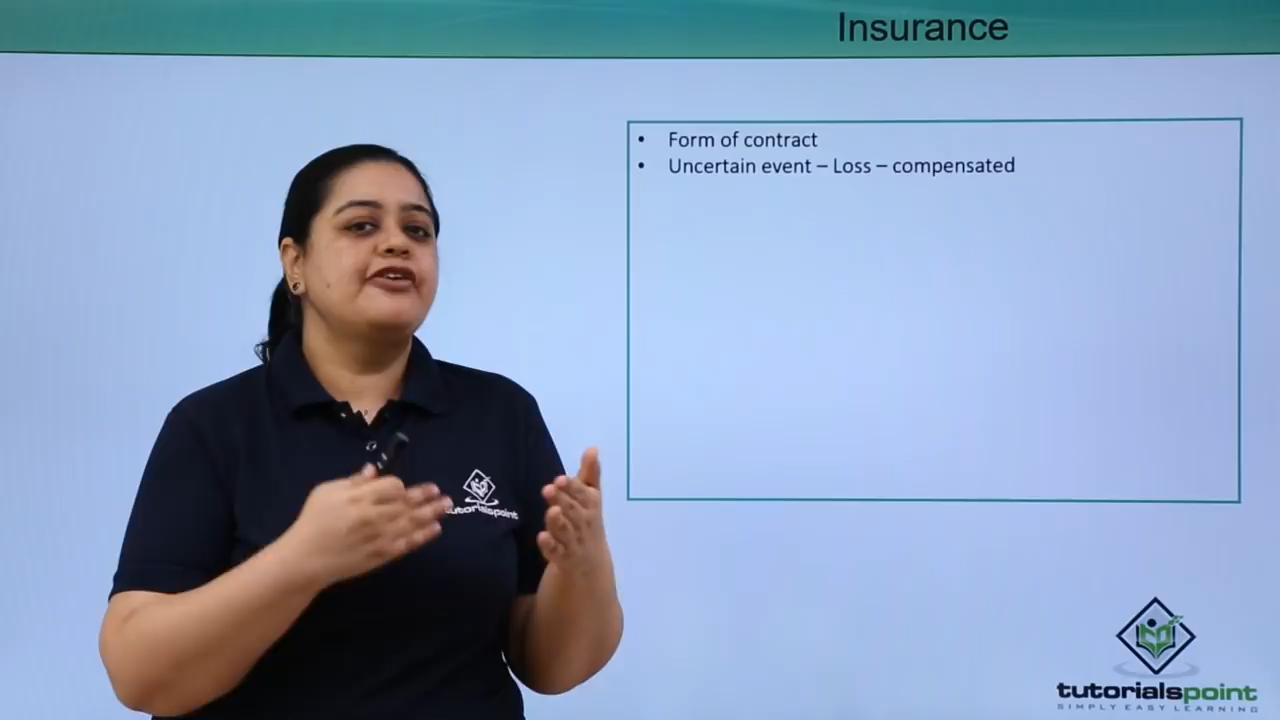 Insurance
• Form of contract
• Uncertain event – Loss – compensated
tutorialspoint
tutorialspoint
SIMPLY EASY LEARNING